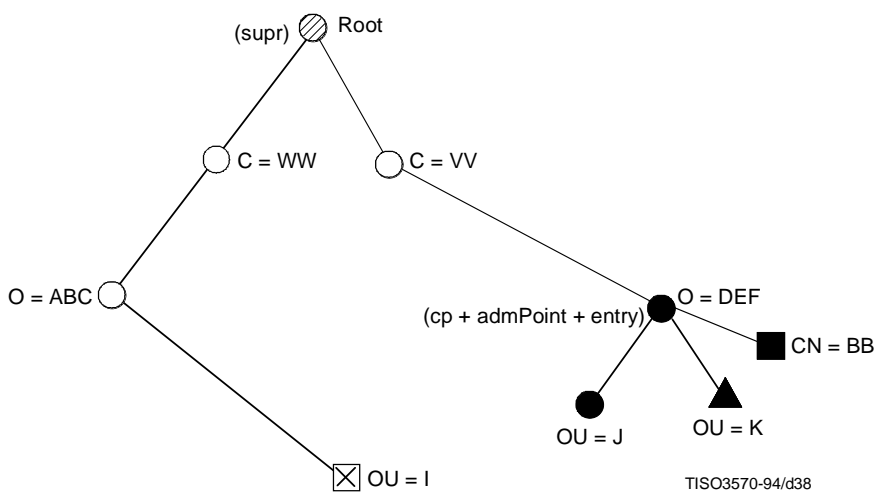 (supr) Root
C = WW
C = VV
O = ABC
O = DEF
(cp + admPoint + entry)
CN = BB
OU = J
OU = K
OU = I
TISO3570-94/d38